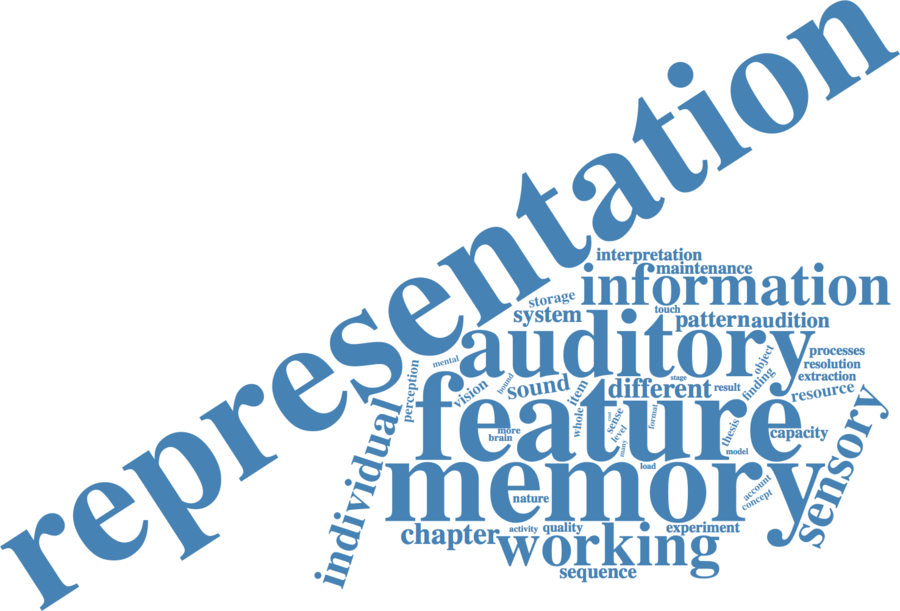 representation
interpretation
maintenance
information
storage
touch
system
pattern
audition
auditory
mental
perception
vision
bound
sound
item
stage
different
result
object
finding
processes
resolution
extraction
resource
feature
whole
sense
level
many
formal
thesis
capacity
more
brain
model
individual
memory
load
nature
account
concept
sensory
chapter
activity
quality
experiment
working
sequence